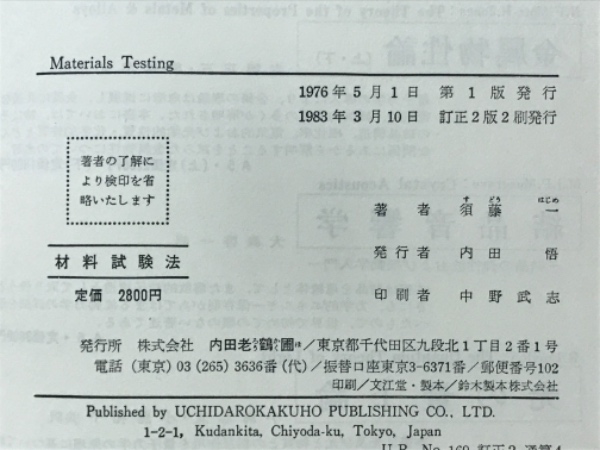 Materials Testing
1976年5月1日 第1版発行
1983年3月10日 訂正2版2刷発行
著者の了解に
より検印を省
略いたします
著者 須藤一
すどう はじめ
発行者 内田悟
印刷者 中野武志
材料試験法
定価 2800円
発行所 株式会社 内田老鶴圃/東京都千代田区九段北1丁目2番1号
電話 (東京) 03 (265) 3636番 (代) /振替口座東京3-6371番/郵便番号102
印刷/文江堂・製本/鈴木製本株式会社
Published by UCHIDAROKAKUHO PUBLISHING CO., LTD.
1-2-1, Kudankita, Chiyoda-ku, Tokyo, Japan
U.R. No 160 訂正2